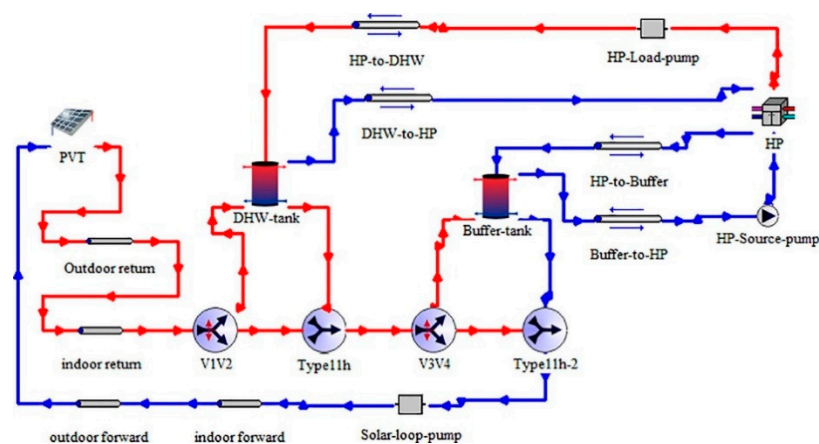 HP-to-DHW
HP-Load-pump
DHW-to-HP
HP
PVT
HP-to-Buffer
DHW-tank
Buffer-tank
Buffer-to-HP
HP-Source-pump
Outdoor return
indoor return
V1V2
Type11h
V3V4
Type11h-2
outdoor forward
indoor forward
Solar-loop-pump